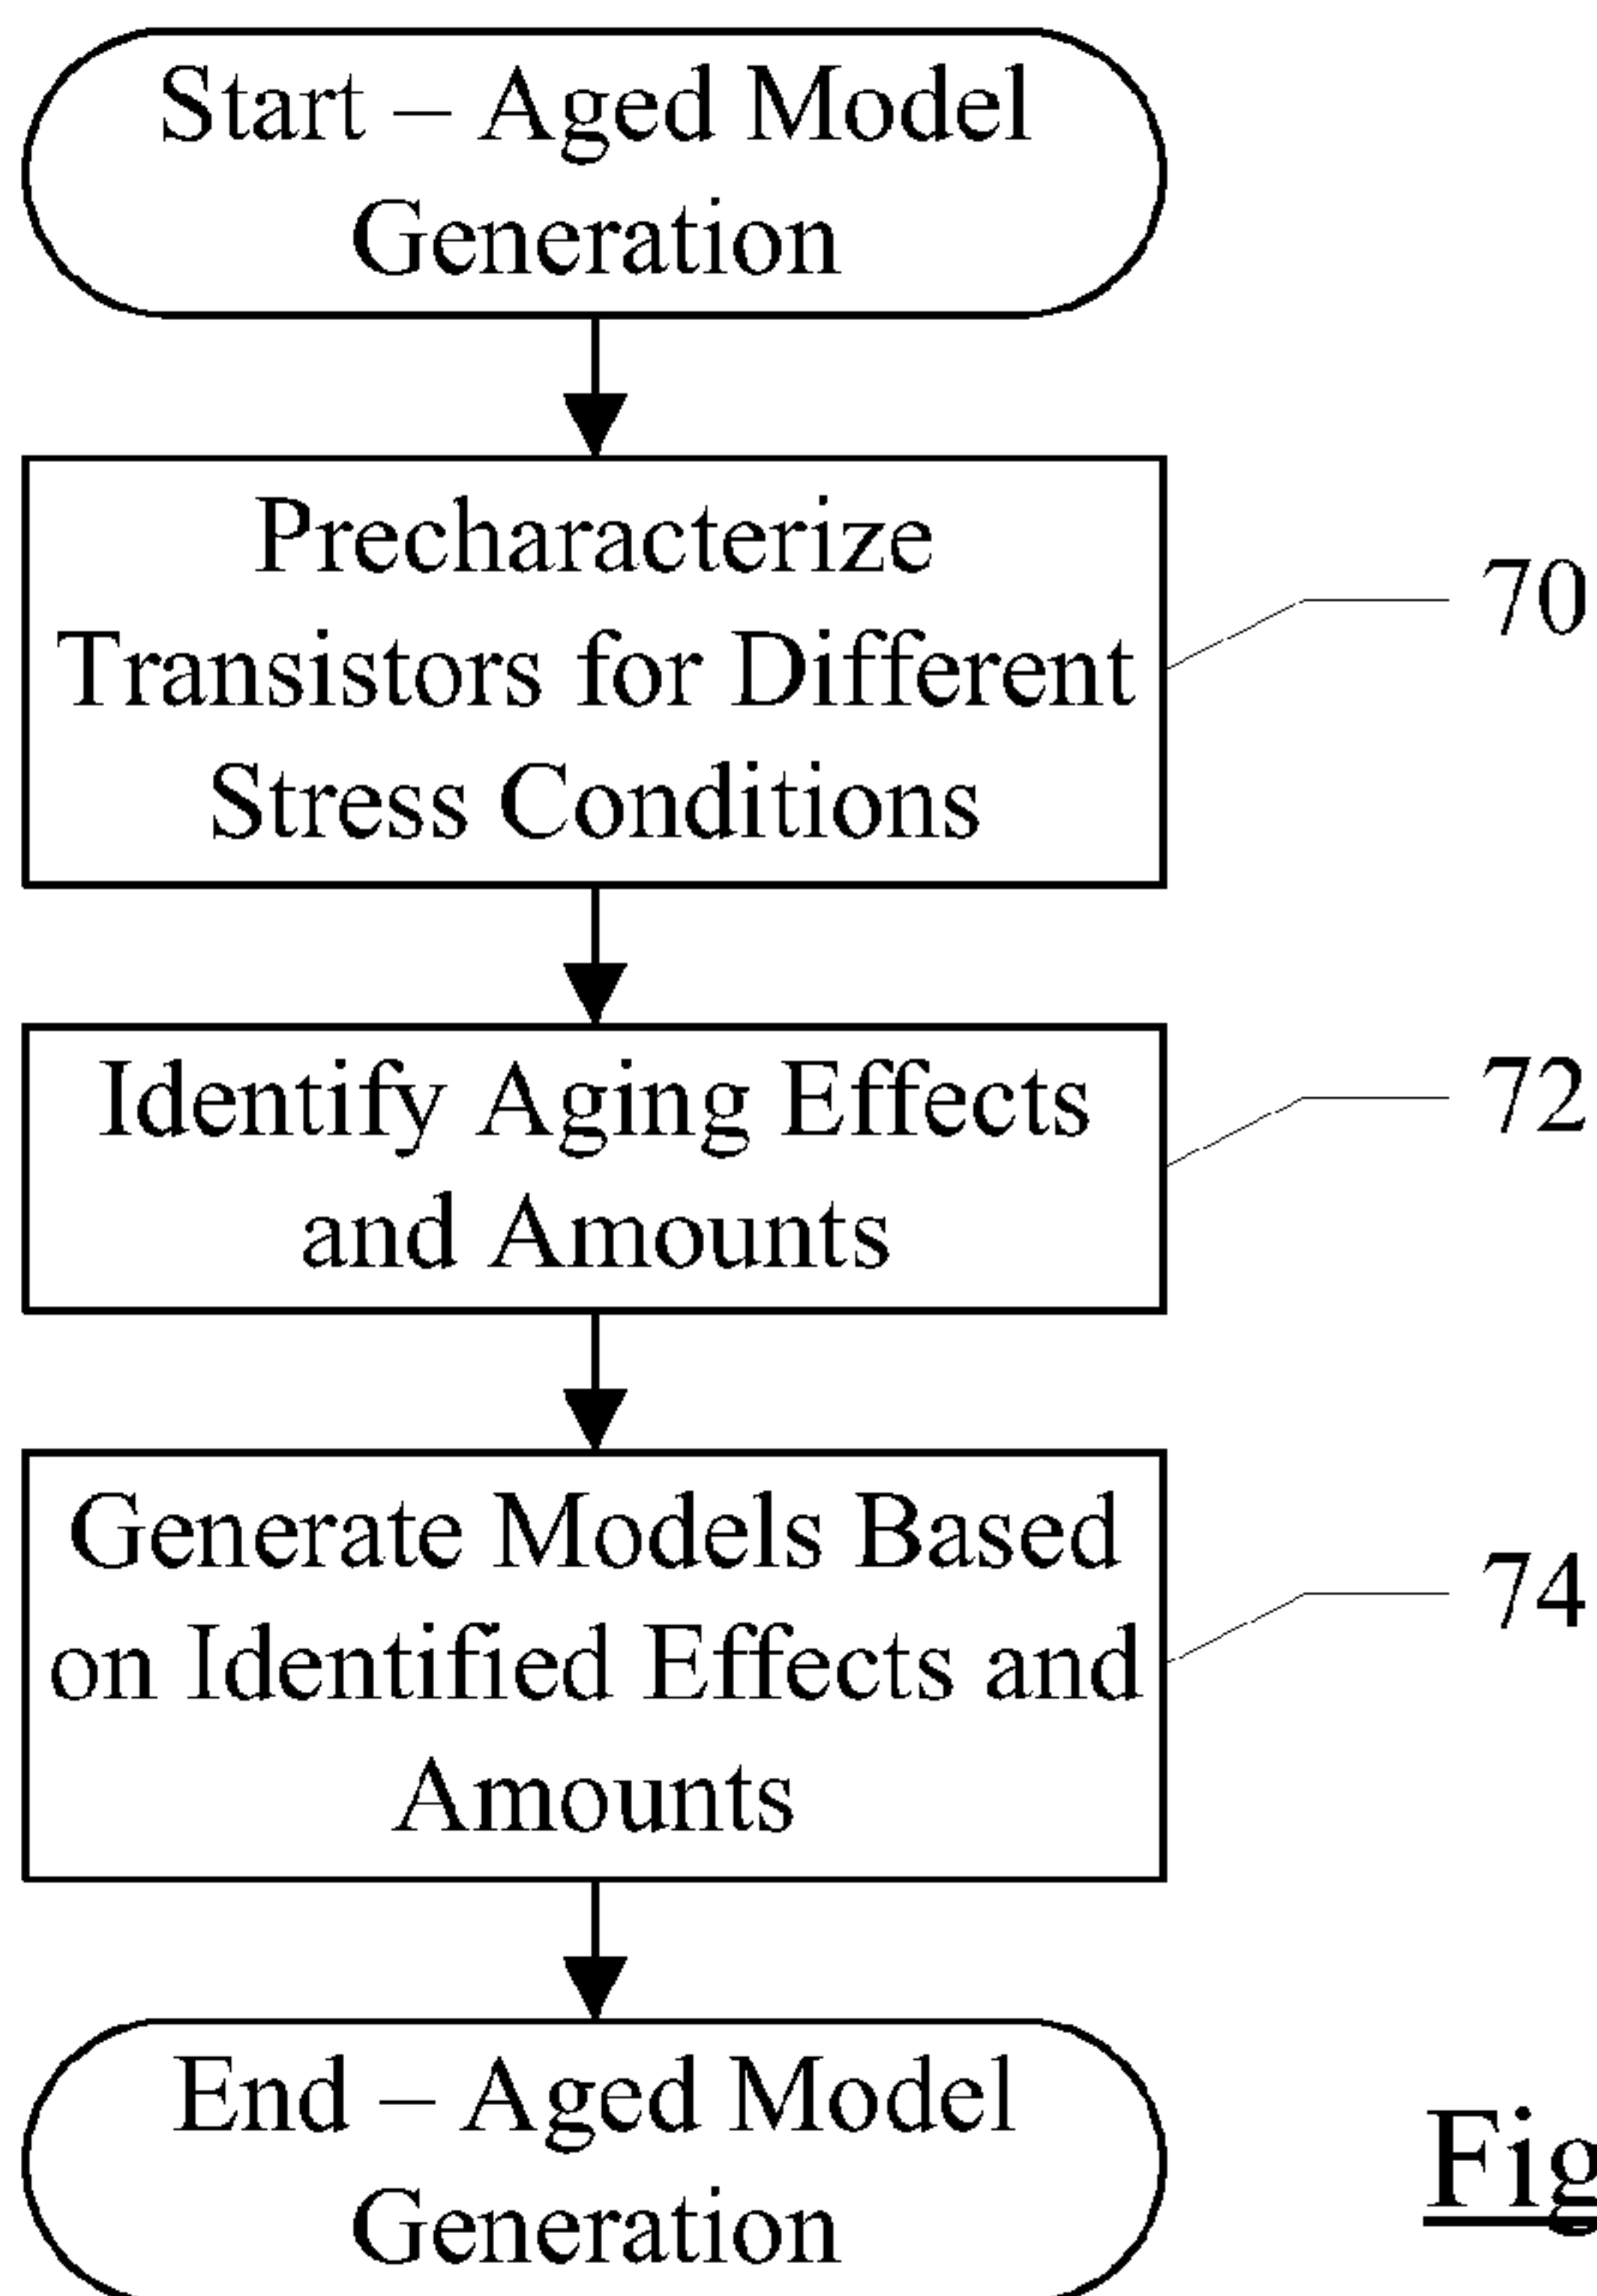 Start – Aged Model
Generation
Precharacterize
Transistors for Different
Stress Conditions
70
Identify Aging Effects
and Amounts
72
Generate Models Based
on Identified Effects and
Amounts
74
End – Aged Model
Generation
Fig